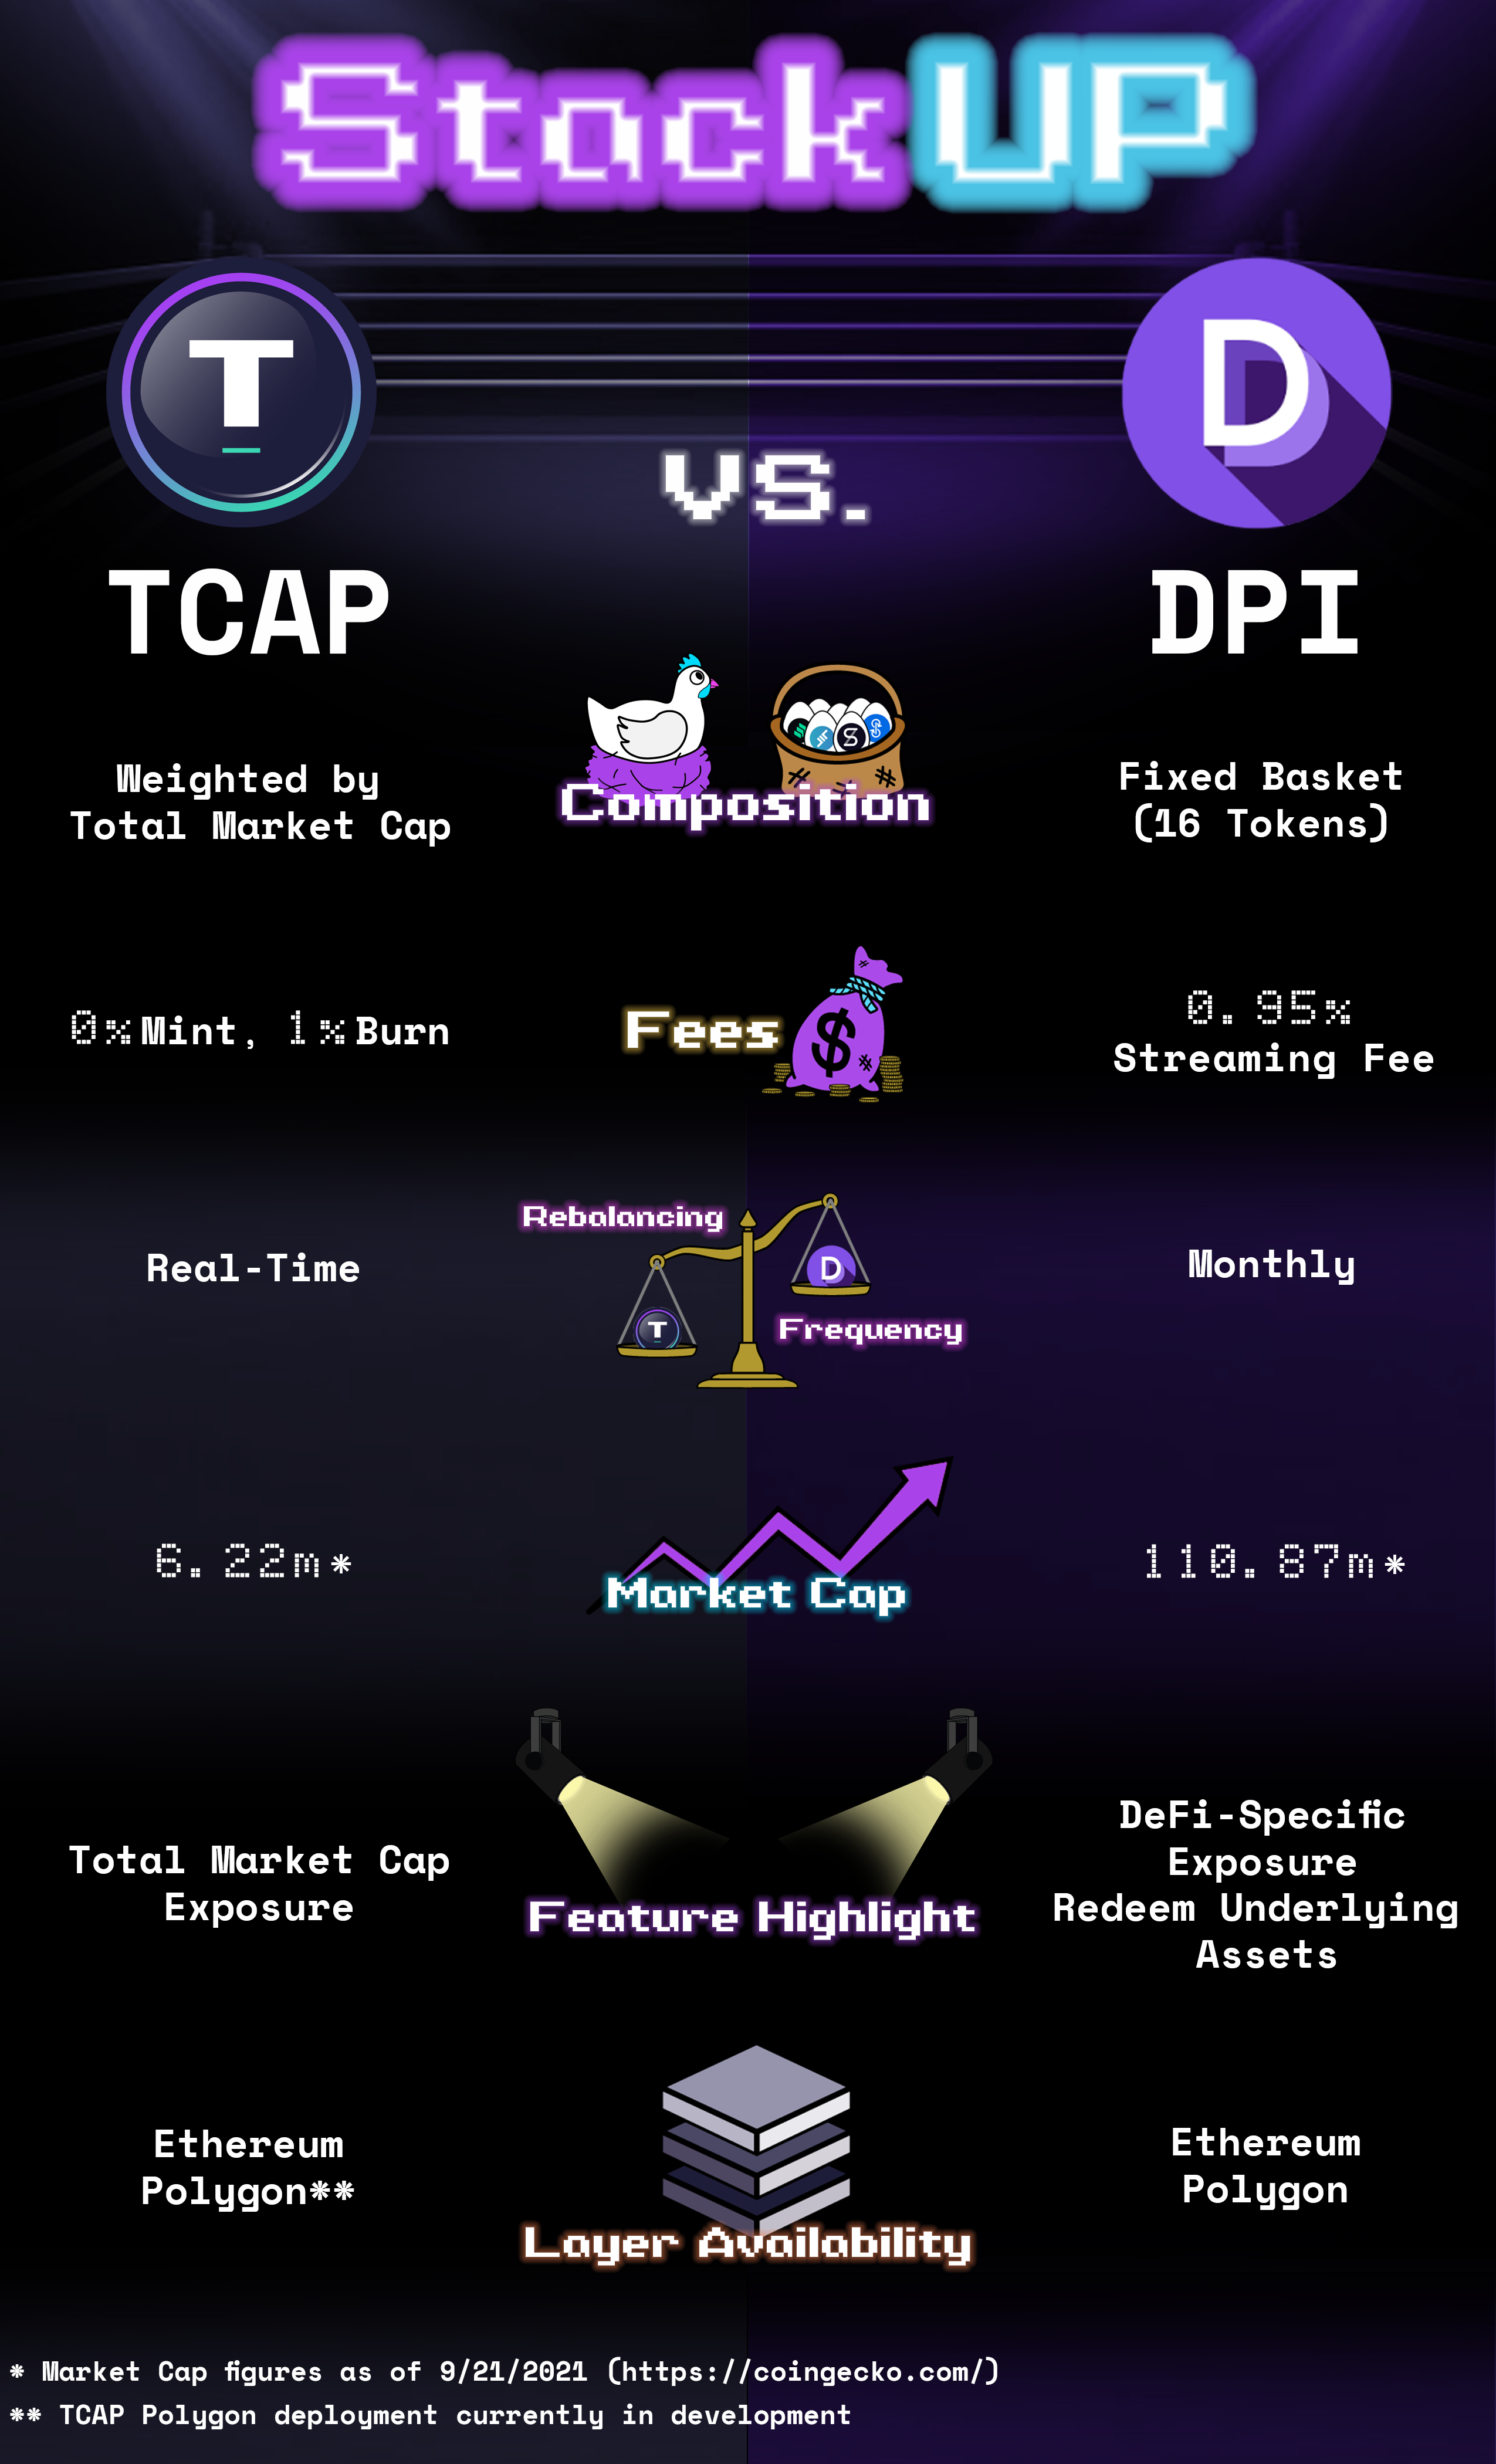 StackUP
T
D
VS.
TCAP
DPI
Weighted by
Total Market Cap
Composition
Fixed Basket
(16 Tokens)
0% Mint, 1% Burn
Fees
$
0.95%
Streaming Fee
Real-Time
Rebalancing
D
T
Frequency
Monthly
6.22m*
Market Cap
110.87m*
Total Market Cap
Exposure
Feature Highlight
DeFi-Specific
Exposure
Redeem Underlying
Assets
Ethereum
Polygon**
Layer Availability
Ethereum
Polygon
* Market Cap figures as of 9/21/2021 (https://coingecko.com/)
** TCAP Polygon deployment currently in development